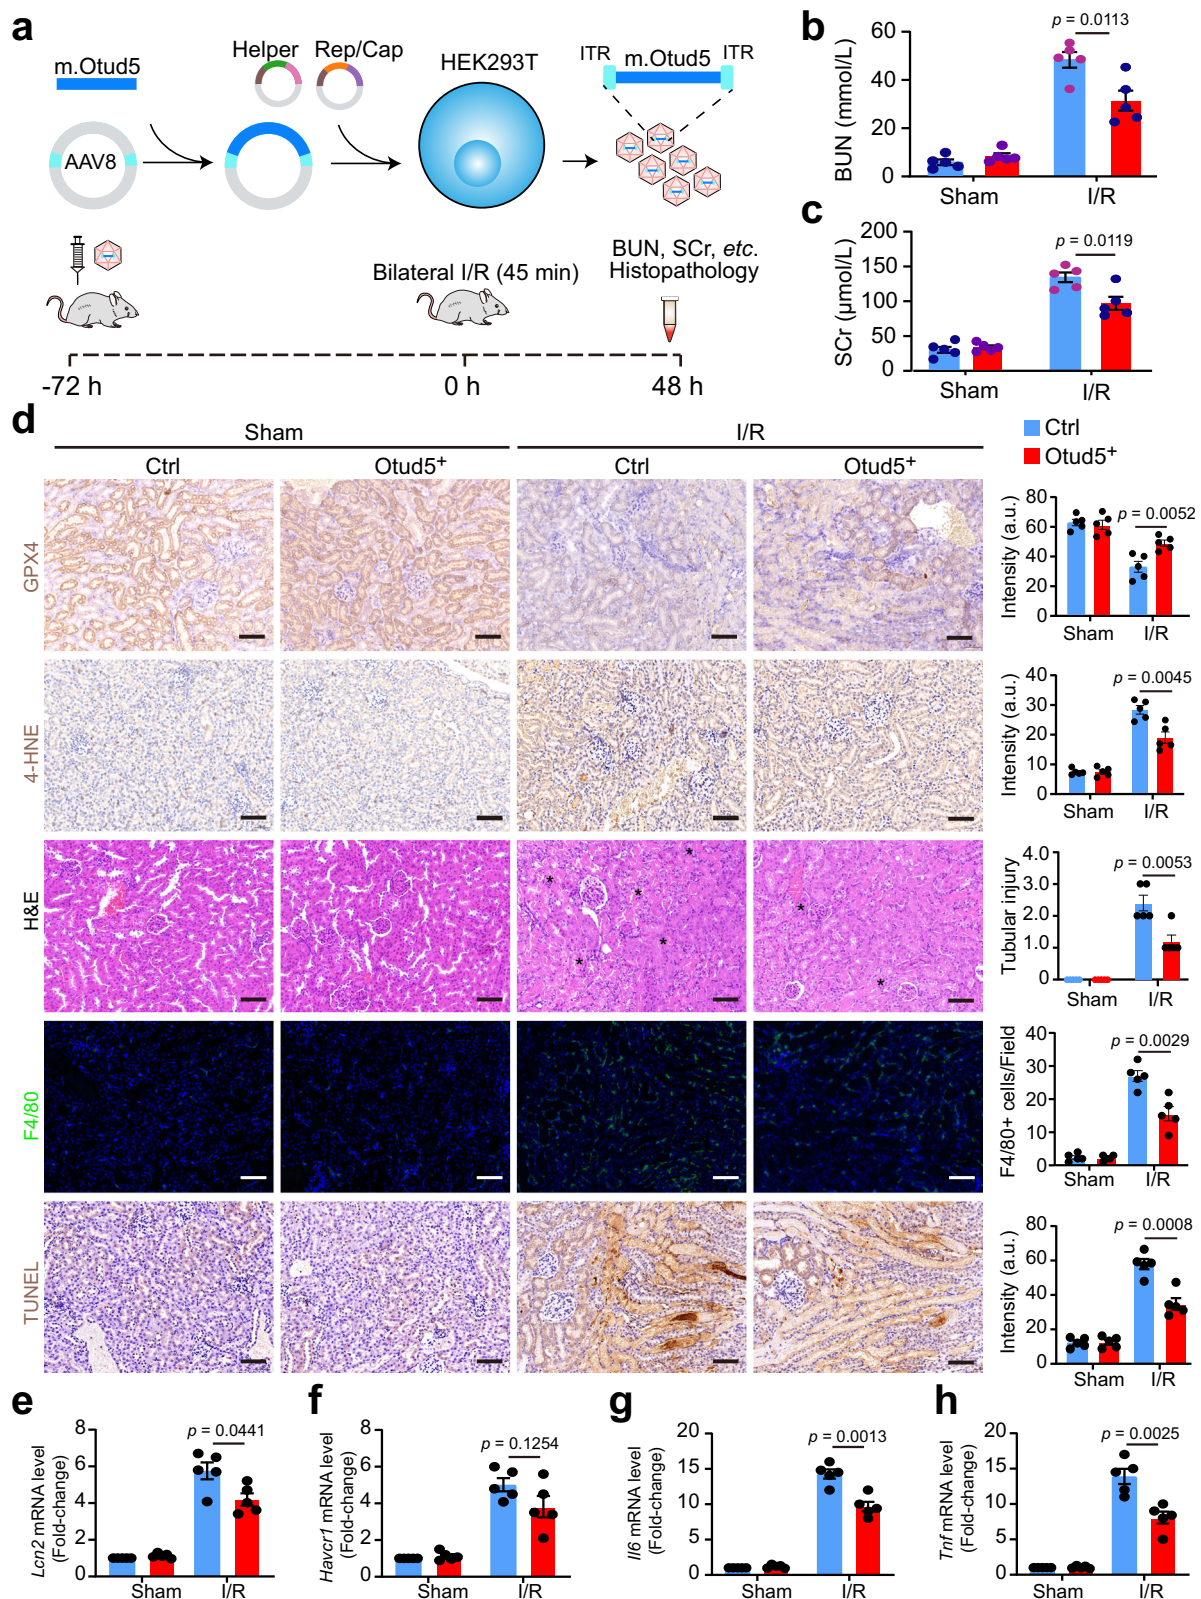 a
m.Otud5
Helper
Rep/Cap
HEK293T
ITR
m.Otud5
ITR
AAV8
Bilateral I/R (45 min)
BUN, SCr, etc.
Histopathology
-72 h
0 h
48 h
b
BUN (mmol/L)
60
40
20
0
p = 0.0113
Sham
I/R
c
SCr (μmol/L)
200
150
100
50
0
p = 0.0119
Sham
I/R
Ctrl
Otud5+
d
Sham
I/R
Ctrl
Otud5+
Ctrl
Otud5+
GPX4
Intensity (a.u.)
80
60
40
20
0
p = 0.0052
Sham
I/R
4-HNE
Intensity (a.u.)
40
30
20
10
0
p = 0.0045
Sham
I/R
H&E
* * * * *
* *
Tubular injury
4.0
3.0
2.0
1.0
0
p = 0.0053
Sham
I/R
F4/80
F4/80+ cells/Field
40
30
20
10
0
p = 0.0029
Sham
I/R
TUNEL
Intensity (a.u.)
80
60
40
20
0
p = 0.0008
Sham
I/R
e
Lcn2 mRNA level
(Fold-change)
8
6
4
2
0
p = 0.0441
Sham
I/R
f
Havcr1 mRNA level
(Fold-change)
8
6
4
2
0
p = 0.1254
Sham
I/R
g
Il6 mRNA level
(Fold-change)
20
15
10
5
0
p = 0.0013
Sham
I/R
h
Tnf mRNA level
(Fold-change)
20
15
10
5
0
p = 0.0025
Sham
I/R